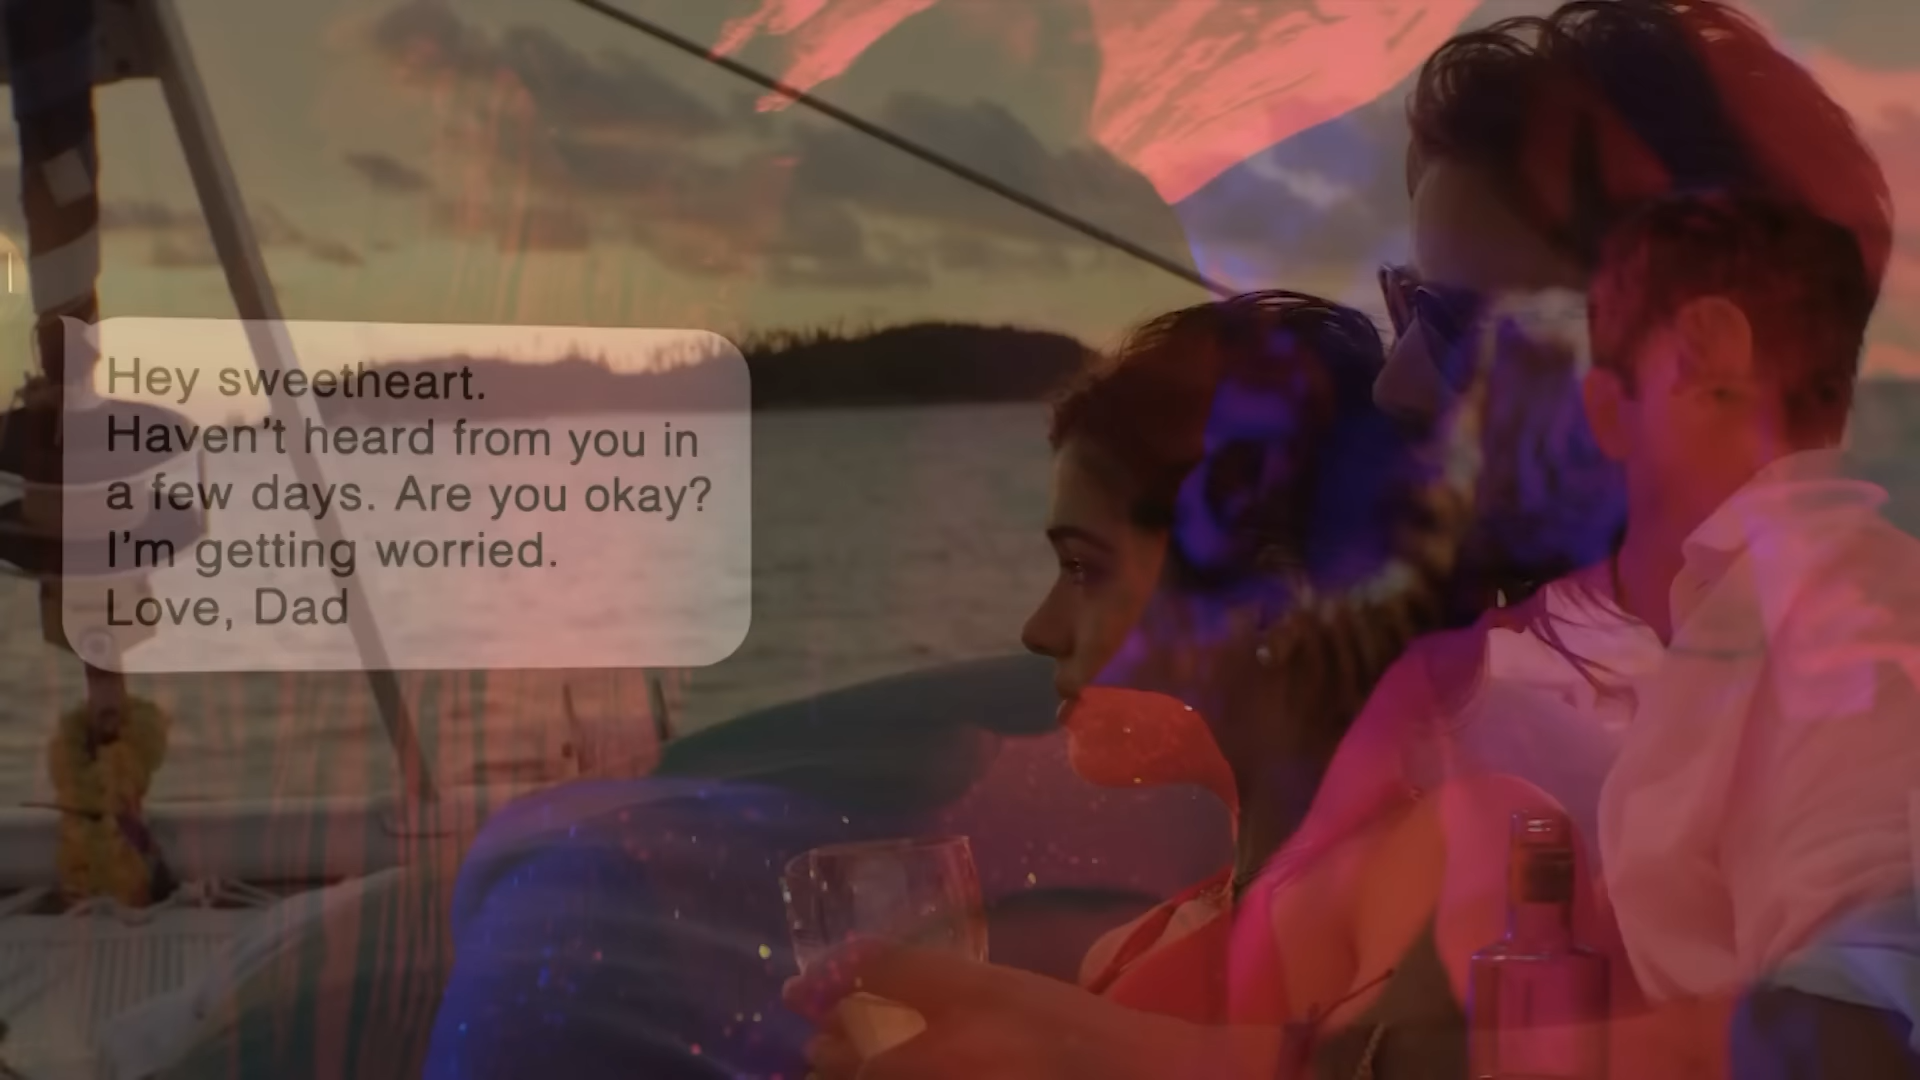 Hey sweetheart.
Haven't heard from you in
a few days. Are you okay?
I'm getting worried.
Love, Dad